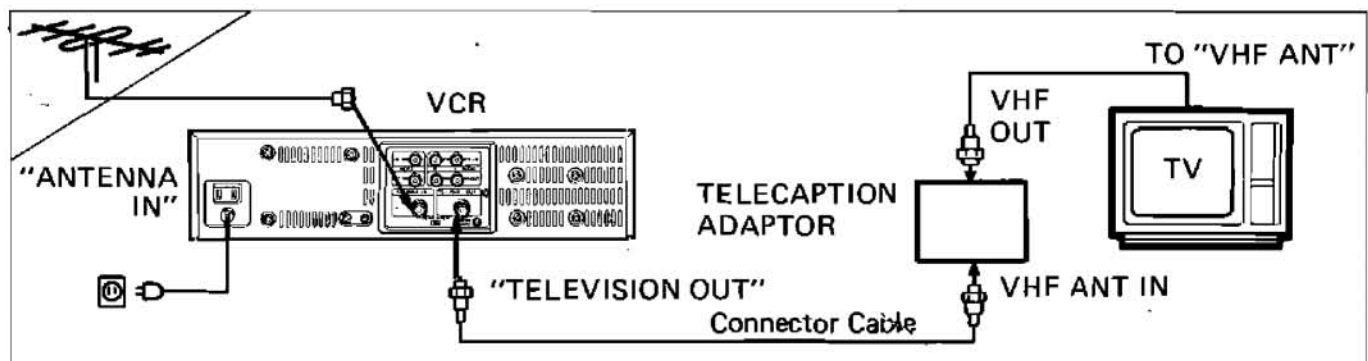 TO "VHF ANT"
VCR
VHF
OUT
TV
"ANTENNA
IN"
TELECAPTION
ADAPTOR
"TELEVISION OUT"
VHF ANT IN
Connector Cable